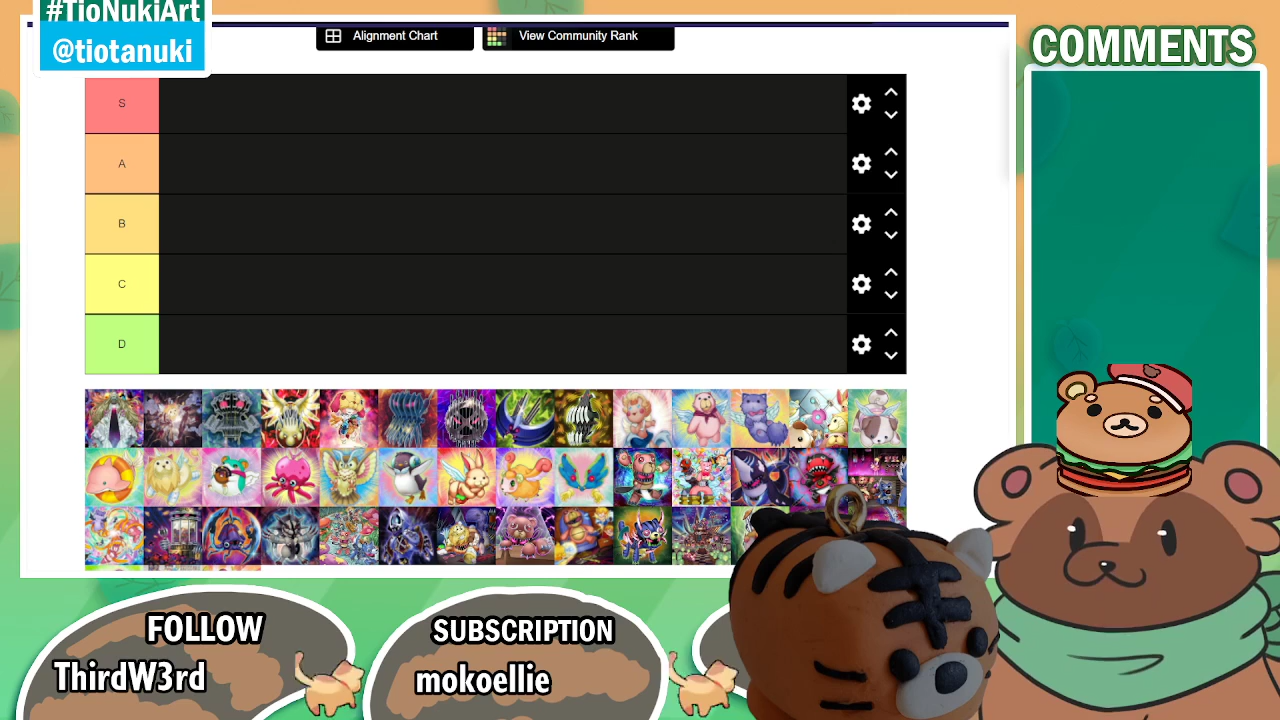 #TioNukiArt
@tiotanuki
Alignment Chart
View Community Rank
COMMENTS
S
A
B
C
D
FOLLOW
ThirdW3rd
SUBSCRIPTION
mokoellie